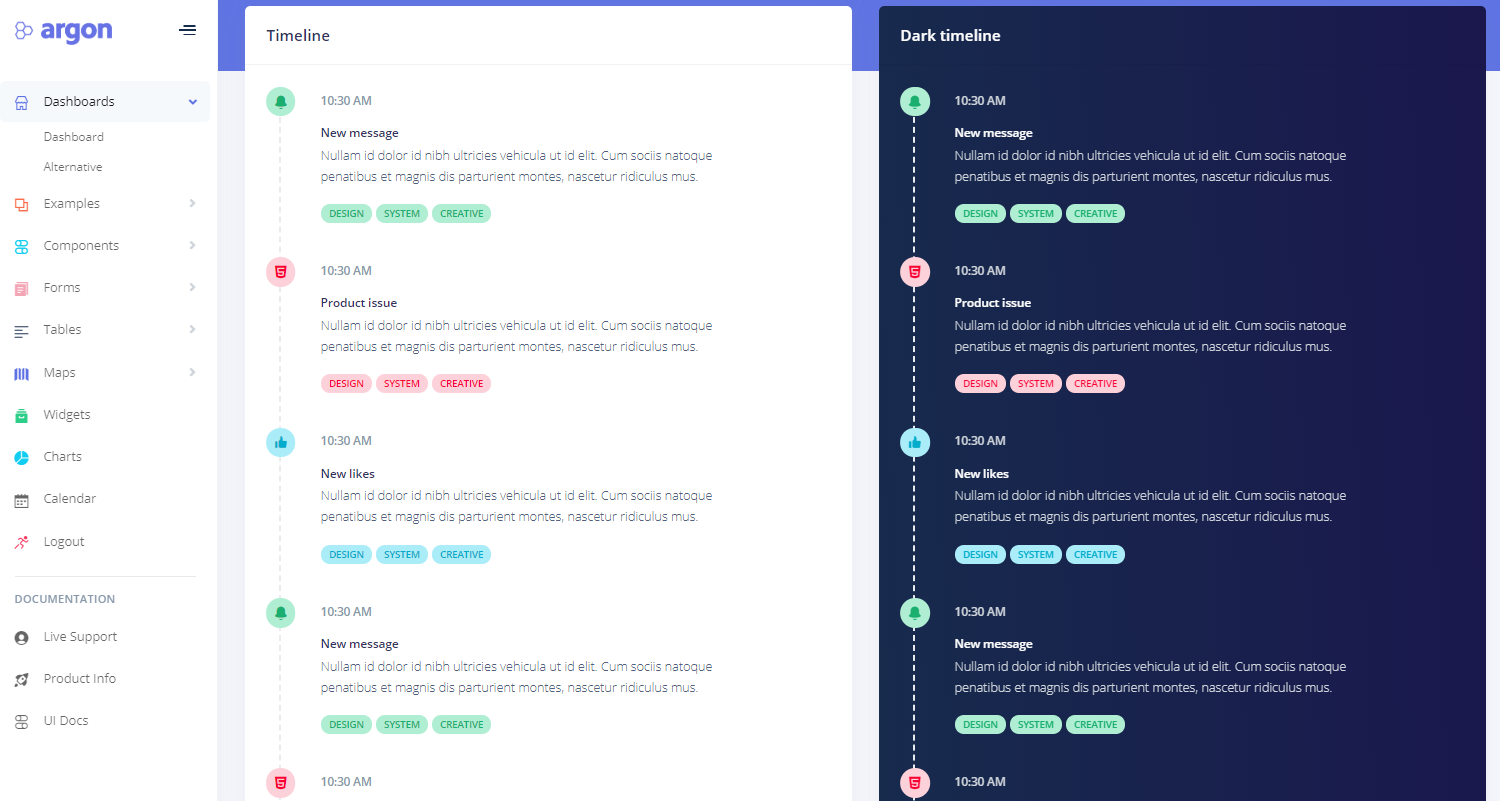 argon
Dashboards
Dashboard
Alternative
Examples
Components
Forms
Tables
Maps
Widgets
Charts
Calendar
Logout
DOCUMENTATION
Live Support
Product Info
UI Docs
Timeline
10:30 AM
New message
Nullam id dolor id nibh ultricies vehicula ut id elit. Cum sociis natoque
penatibus et magnis dis parturient montes, nascetur ridiculus mus.
DESIGN SYSTEM CREATIVE
10:30 AM
Product issue
Nullam id dolor id nibh ultricies vehicula ut id elit. Cum sociis natoque
penatibus et magnis dis parturient montes, nascetur ridiculus mus.
DESIGN SYSTEM CREATIVE
10:30 AM
New likes
Nullam id dolor id nibh ultricies vehicula ut id elit. Cum sociis natoque
penatibus et magnis dis parturient montes, nascetur ridiculus mus.
DESIGN SYSTEM CREATIVE
10:30 AM
New message
Nullam id dolor id nibh ultricies vehicula ut id elit. Cum sociis natoque
penatibus et magnis dis parturient montes, nascetur ridiculus mus.
DESIGN SYSTEM CREATIVE
10:30 AM
Dark timeline
10:30 AM
New message
Nullam id dolor id nibh ultricies vehicula ut id elit. Cum sociis natoque
penatibus et magnis dis parturient montes, nascetur ridiculus mus.
DESIGN SYSTEM CREATIVE
10:30 AM
Product issue
Nullam id dolor id nibh ultricies vehicula ut id elit. Cum sociis natoque
penatibus et magnis dis parturient montes, nascetur ridiculus mus.
DESIGN SYSTEM CREATIVE
10:30 AM
New likes
Nullam id dolor id nibh ultricies vehicula ut id elit. Cum sociis natoque
penatibus et magnis dis parturient montes, nascetur ridiculus mus.
DESIGN SYSTEM CREATIVE
10:30 AM
New message
Nullam id dolor id nibh ultricies vehicula ut id elit. Cum sociis natoque
penatibus et magnis dis parturient montes, nascetur ridiculus mus.
DESIGN SYSTEM CREATIVE
10:30 AM